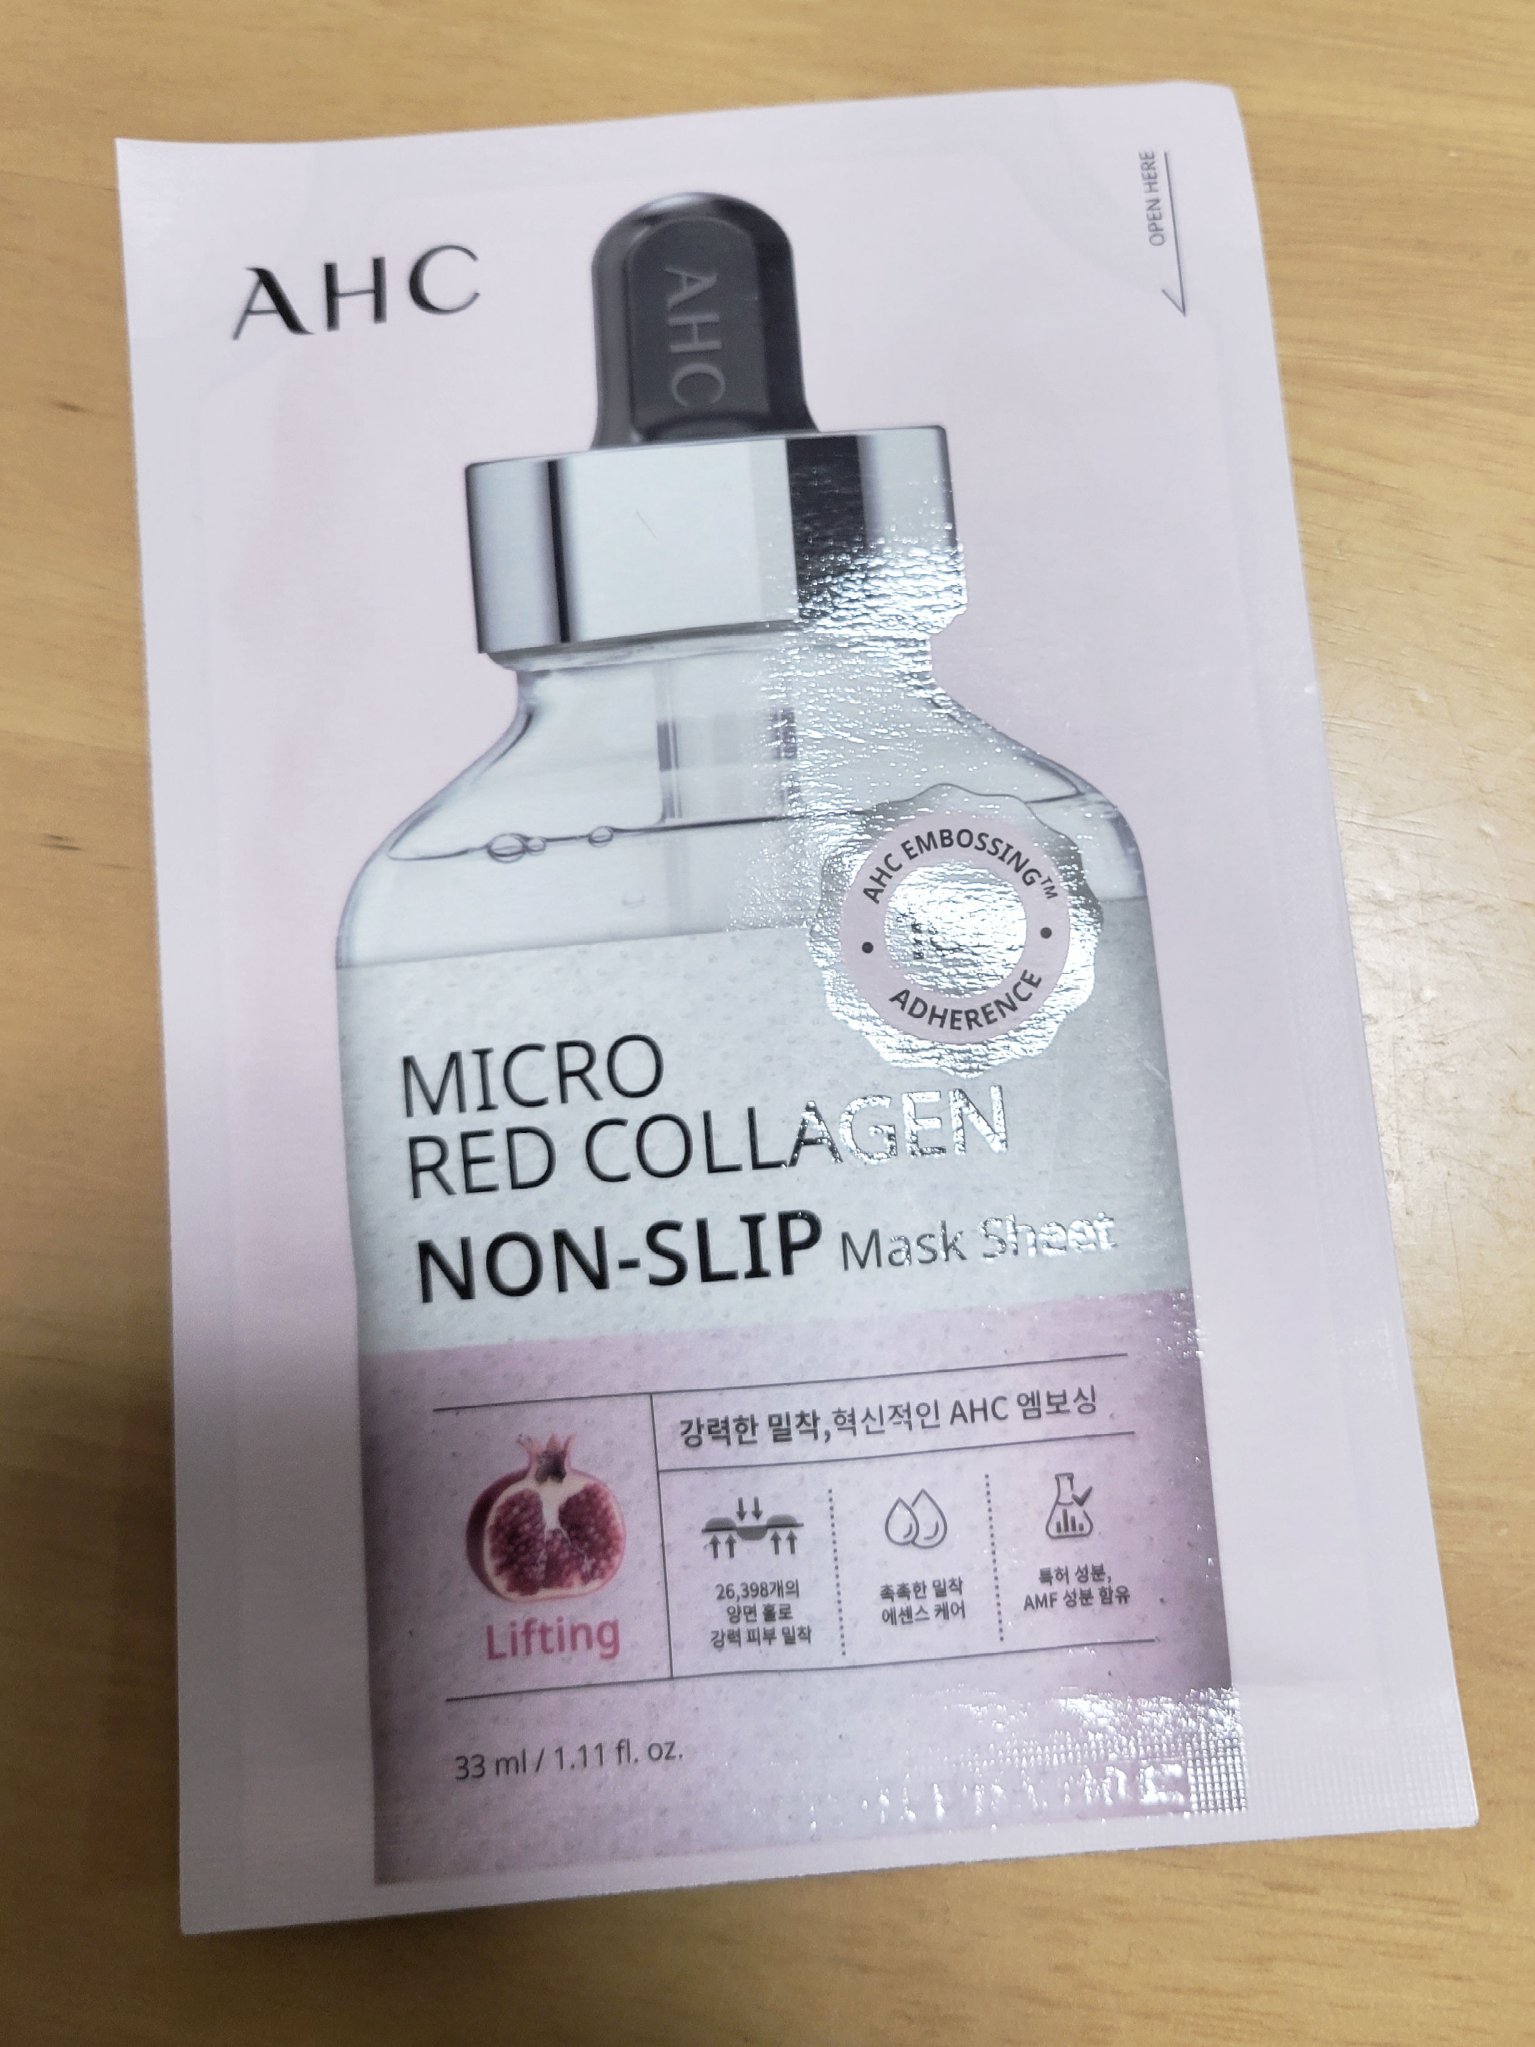 OPEN HERE
AHC
AHC
AHC EMBOSSING™
ADHERENCE
MICRO
RED COLLAGEN
NON-SLIP Mask Sheet
강력한 밀착,혁신적인 AHC 엠보싱
Lifting
26,398개의
양면 홀로
강력 피부 밀착
촉촉한 밀착
에센스 케어
특허 성분,
AMF 성분 함유
33 ml / 1.11 fl. oz.